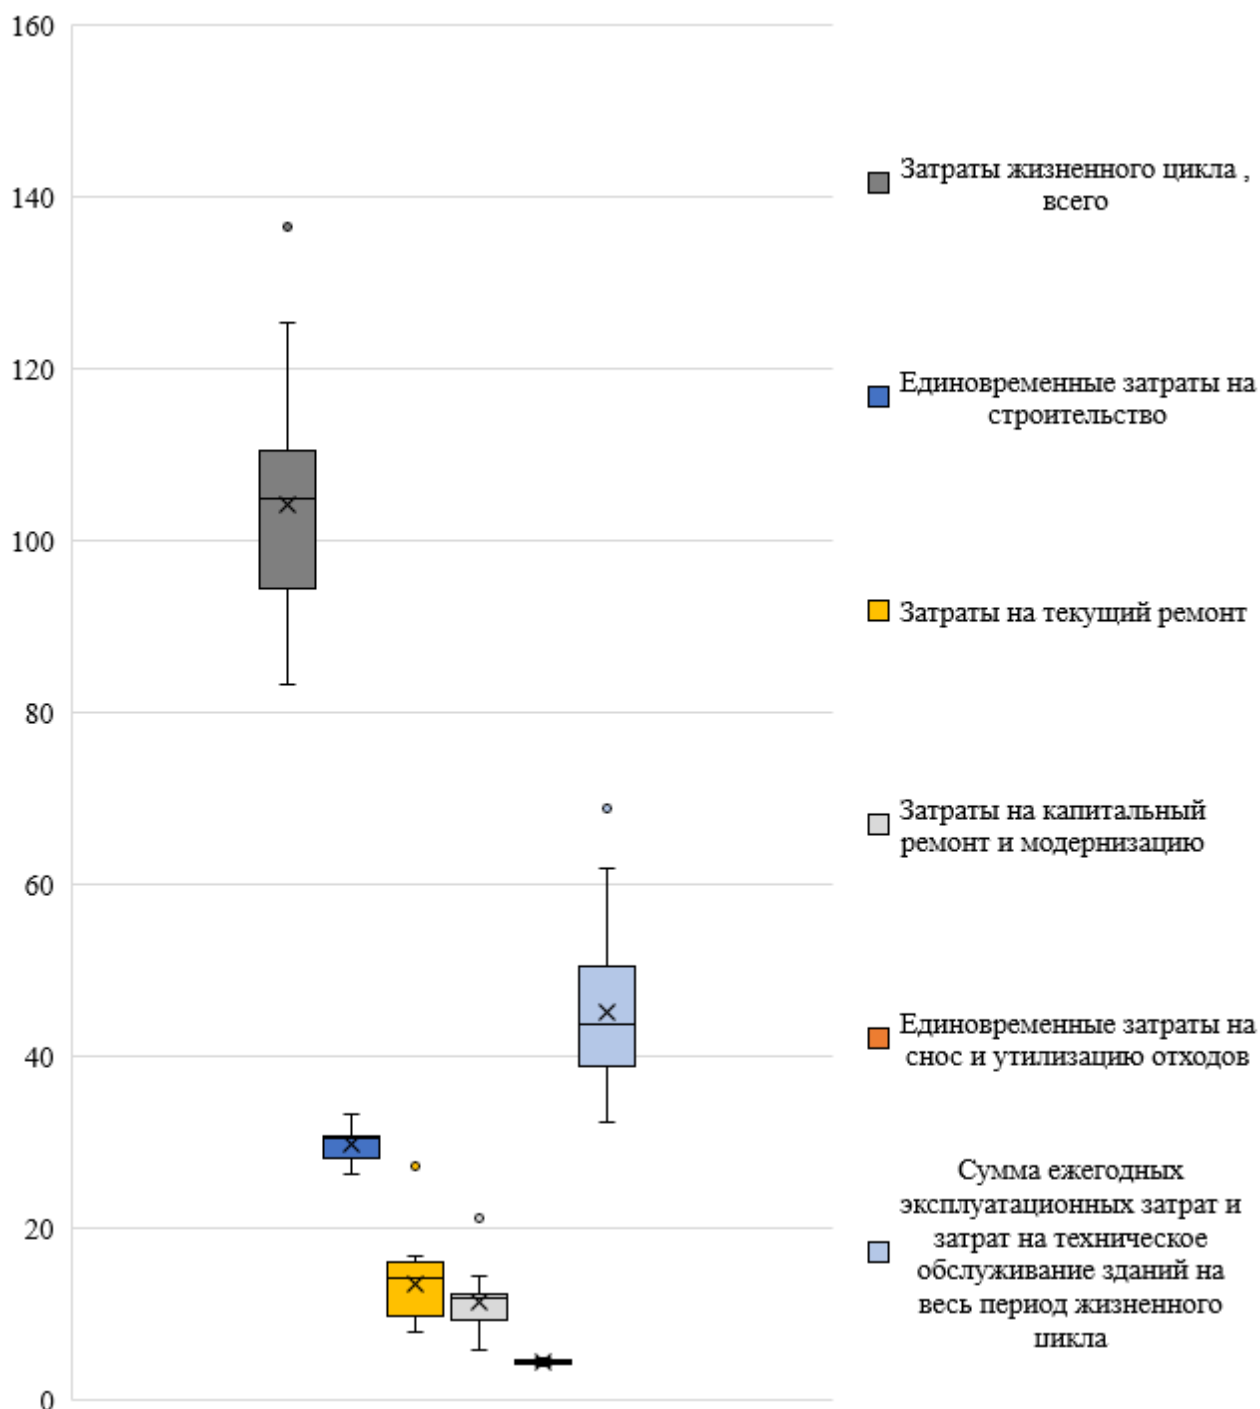 160
140
120
100
80
60
40
20
0
Затраты жизненного цикла ,
всего
Единовременные затраты на
строительство
Затраты на текущий ремонт
Затраты на капитальный
ремонт и модернизацию
Единовременные затраты на
снос и утилизацию отходов
Сумма ежегодных
эксплуатационных затрат и
затрат на техническое
обслуживание зданий на
весь период жизненного
цикла